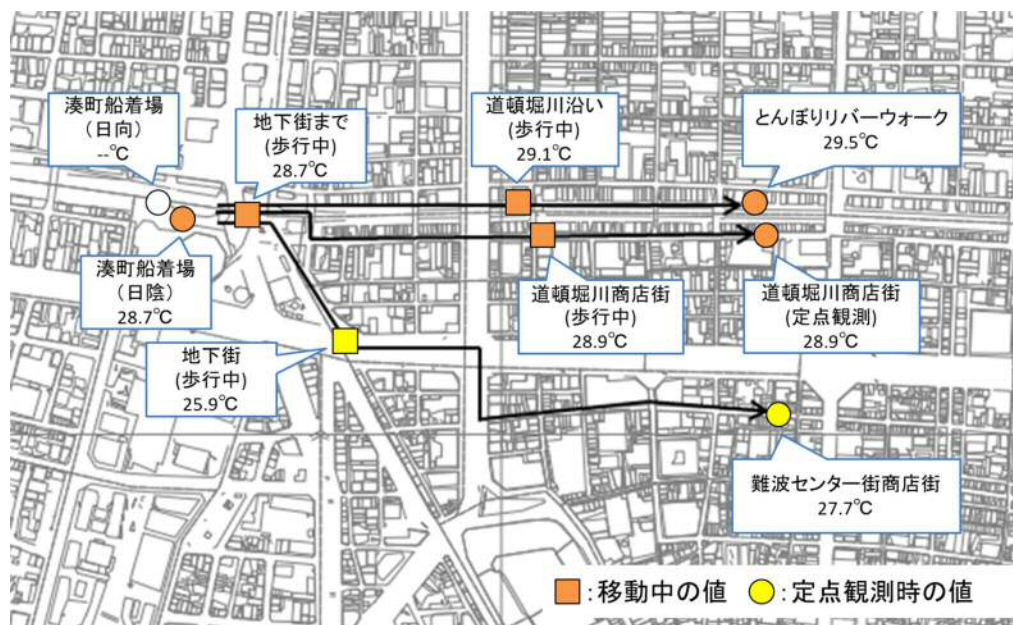 湊町船着場
（日向）
--℃
地下街まで
(歩行中)
28.7℃
道頓堀川沿い
(歩行中)
29.1℃
とんぼりリバーウォーク
29.5℃
湊町船着場
（日陰）
28.7℃
道頓堀川商店街
(歩行中)
28.9℃
道頓堀川商店街
(定点観測)
28.9℃
地下街
(歩行中)
25.9℃
難波センター街商店街
27.7℃
:移動中の値
:定点観測時の値